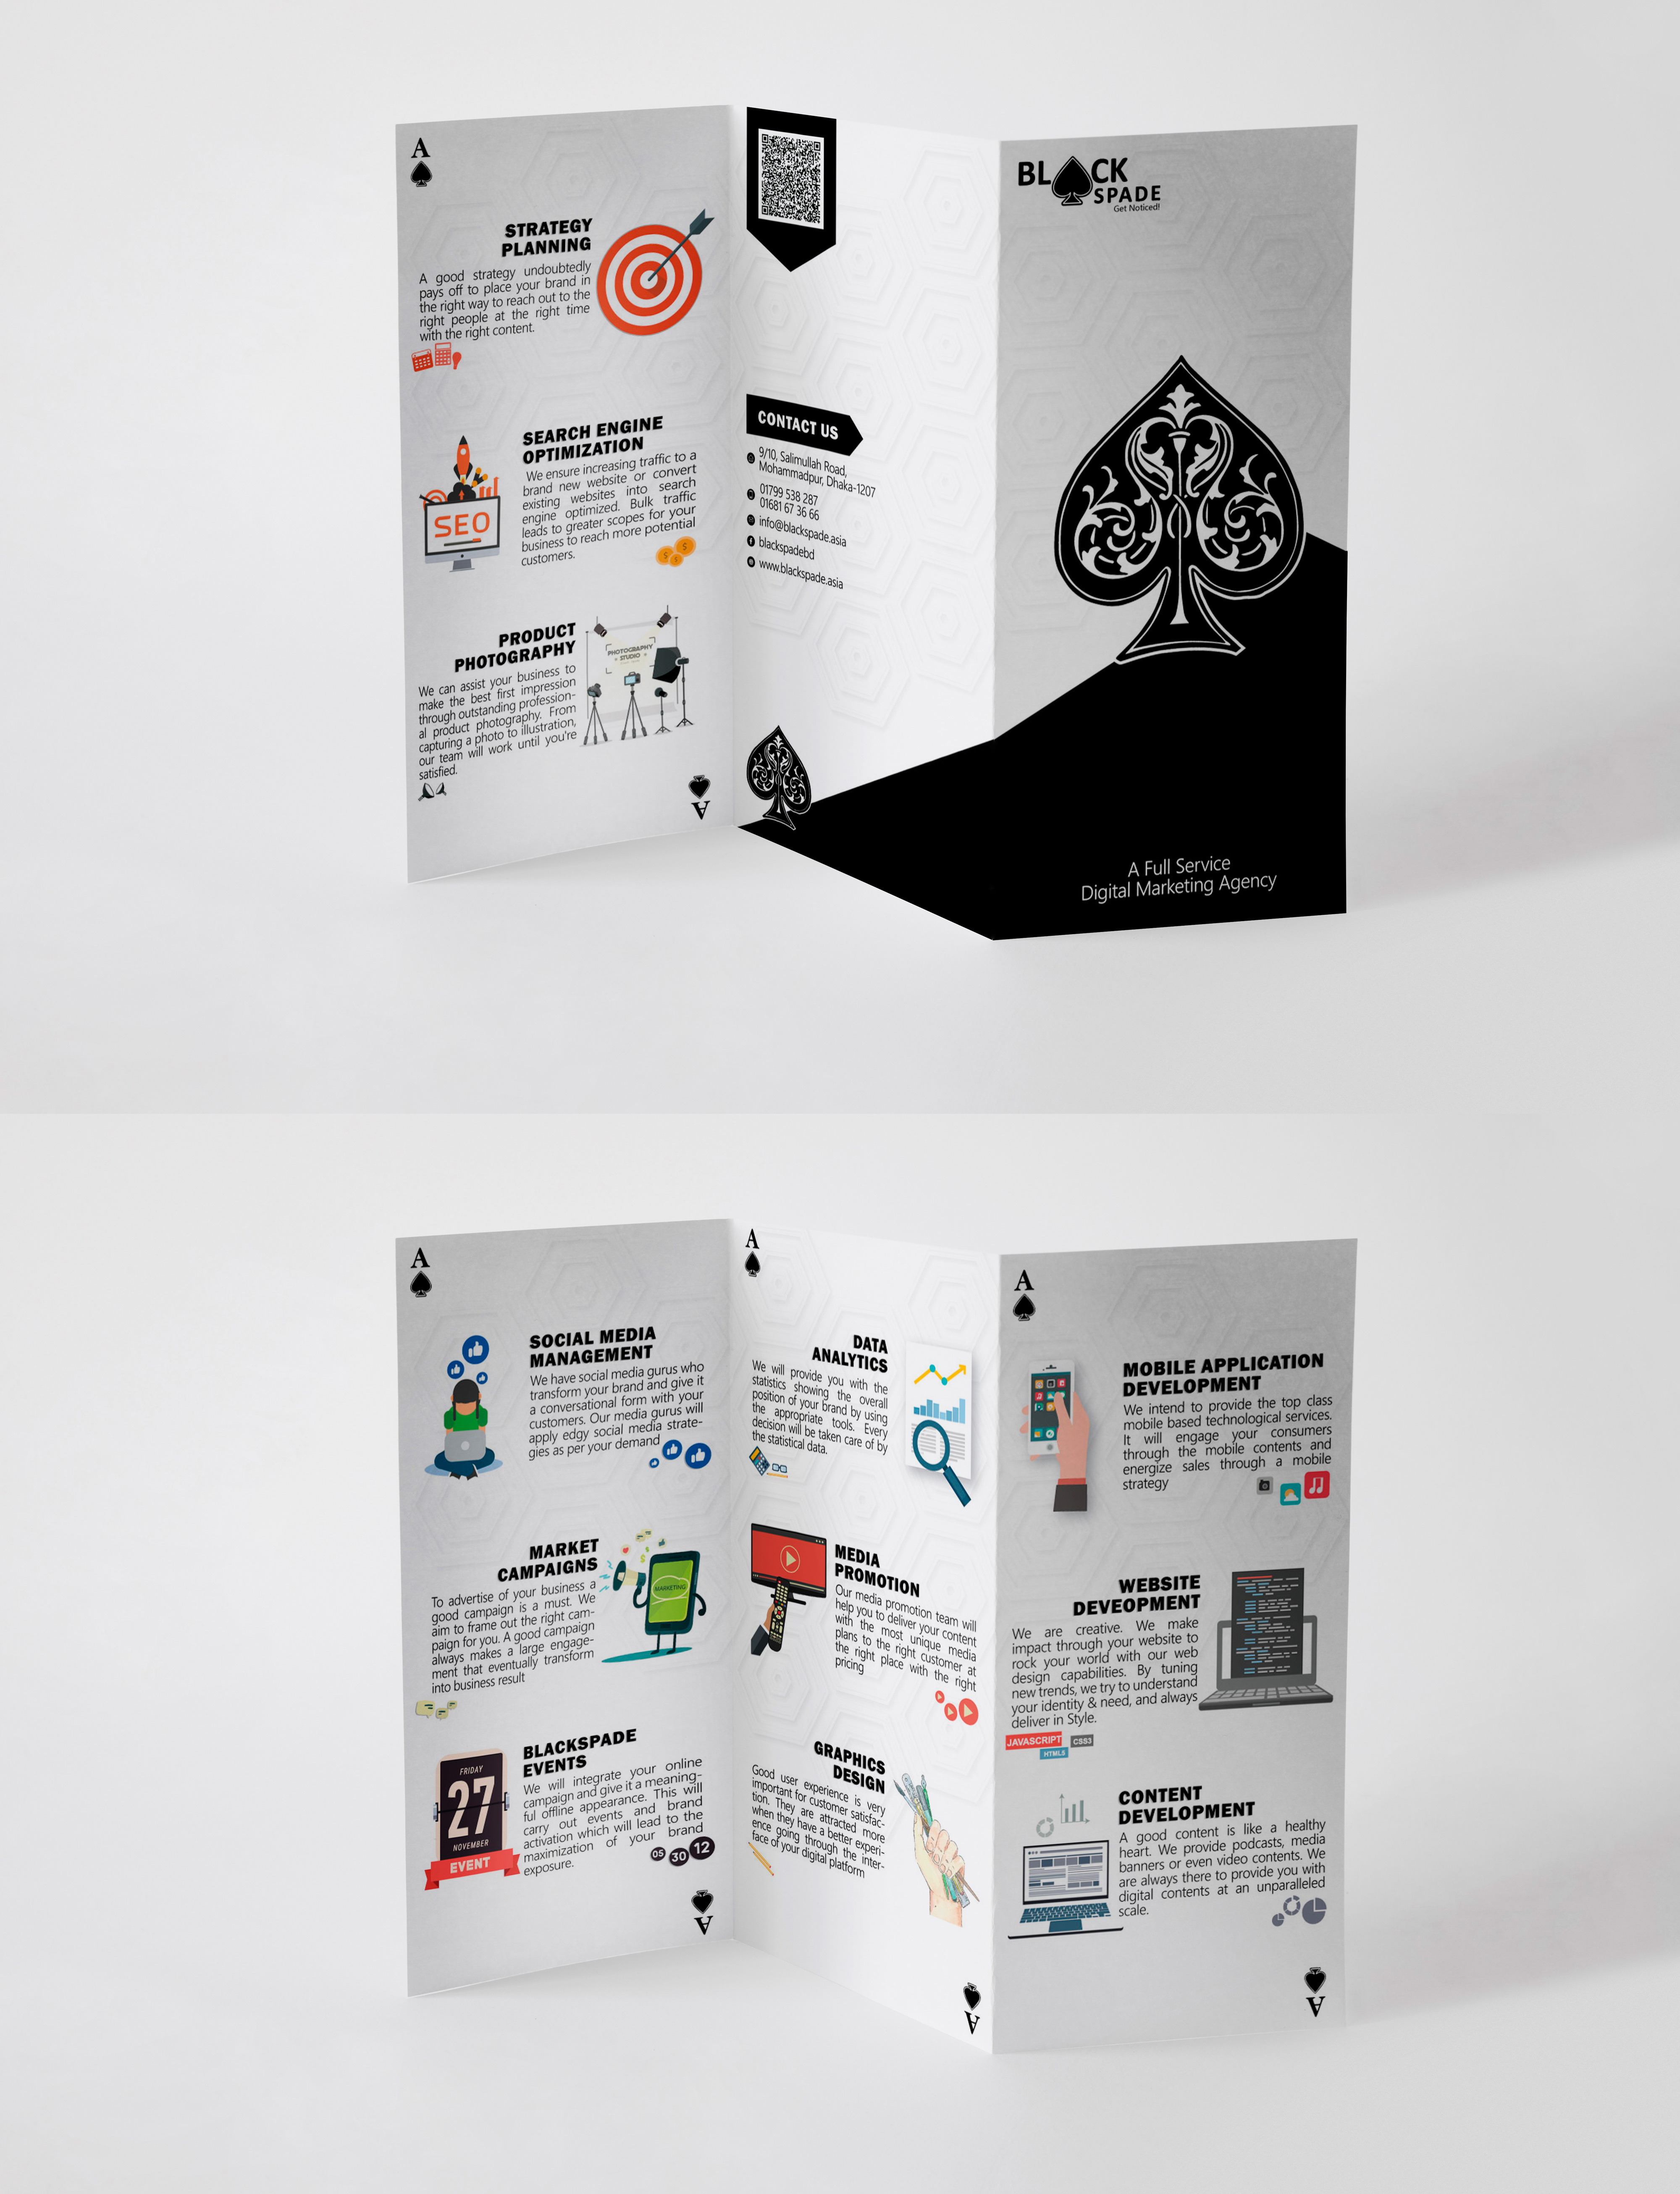 A
STRATEGY
PLANNING
A good strategy undoubtedly
pays off to place your brand in
the right way to reach out to the
right people at the right time
with the right content.
SEARCH ENGINE
OPTIMIZATION
We ensure increasing traffic to a
brand new website or convert
existing websites into search
engine optimized. Bulk traffic
leads to greater scopes for your
business to reach more potential
customers.
SEO
PRODUCT
PHOTOGRAPHY
We can assist your business to
make the best first impression
through outstanding profession-
al product photography. From
capturing a photo to illustration,
our team will work until you're
satisfied.
PHOTOGRAPHY
STUDIO
A
CONTACT US
9/10, Salimullah Road,
Mohammadpur, Dhaka-1207
01799 538 287
01681 67 36 66
info@blackspade.asia
blackspadebd
www.blackspade.asia
BL CK
SPADE
Get Noticed!
A Full Service
Digital Marketing Agency
A
SOCIAL MEDIA
MANAGEMENT
We have social media gurus who
transform your brand and give it
a conversational form with your
customers. Our media gurus will
apply edgy social media strate-
gies as per your demand
MARKET
CAMPAIGNS
To advertise of your business a
good campaign is a must. We
aim to frame out the right cam-
paign for you. A good campaign
always makes a large engage-
ment that eventually transform
into business result
MARKETING
BLACKSPADE
EVENTS
We will integrate your online
campaign and give it a meaning-
ful offline appearance. This will
carry out events and brand
activation which will lead to the
maximization of your brand
exposure.
FRIDAY
27
NOVEMBER
EVENT
05
30
12
A
A
DATA
ANALYTICS
We will provide you with the
statistics showing the overall
position of your brand by using
the appropriate tools. Every
decision will be taken care of by
the statistical data.
MEDIA
PROMOTION
Our media promotion team will
help you to deliver your content
with the most unique media
plans to the right customer at
the right place with the right
pricing
GRAPHICS
DESIGN
Good user experience is very
important for customer satisfac-
tion. They are attracted more
when they have a better experi-
ence going through the inter-
face of your digital platform
A
A
MOBILE APPLICATION
DEVELOPMENT
We intend to provide the top class
mobile based technological services.
It will engage your consumers
through the mobile contents and
energize sales through a mobile
strategy
WEBSITE
DEVEOPMENT
We are creative. We make
impact through your website to
rock your world with our web
design capabilities. By tuning
new trends, we try to understand
your identity & need, and always
deliver in Style.
JAVASCRIPT
CSS3
HTML5
CONTENT
DEVELOPMENT
A good content is like a healthy
heart. We provide podcasts, media
banners or even video contents. We
are always there to provide you with
digital contents at an unparalleled
scale.
A